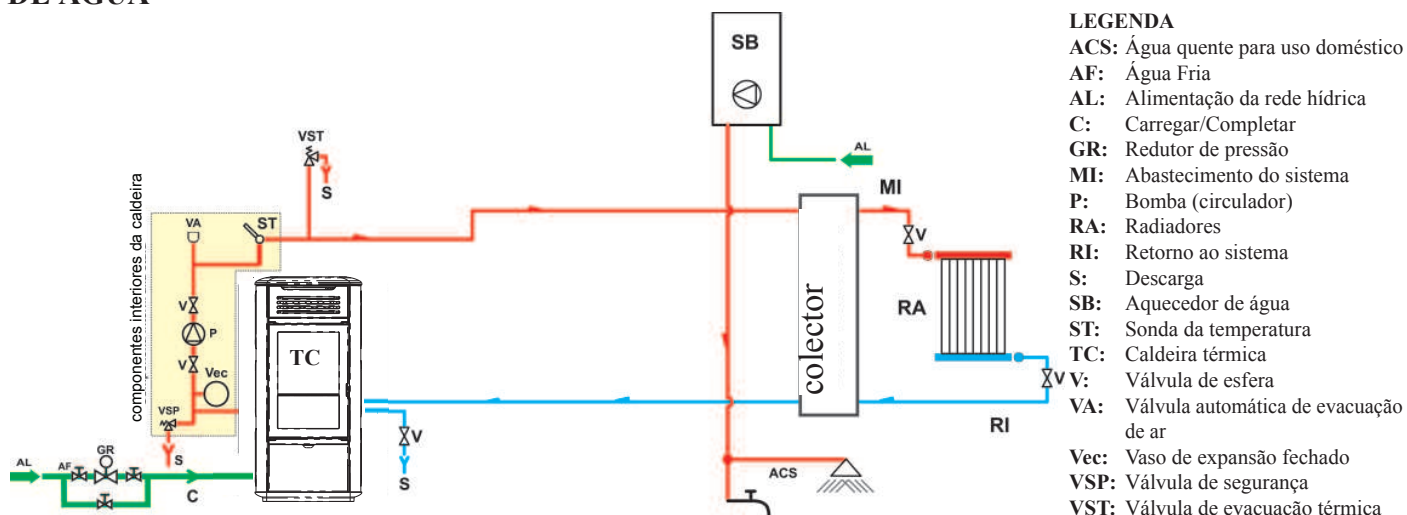 DE ÁGUA
SB
VST
S
AL
MI
VA
ST
V
V
P
V
Vec
VSP
S
componentes interiores da caldeira
TC
colector
RA
V
RI
V
S
AL
AF
GR
C
ACS
LEGENDA
ACS: Água quente para uso doméstico
AF: Água Fria
AL: Alimentação da rede hídrica
C: Carregar/Completar
GR: Redutor de pressão
MI: Abastecimento do sistema
P: Bomba (circulador)
RA: Radiadores
RI: Retorno ao sistema
S: Descarga
SB: Aquecedor de água
ST: Sonda da temperatura
TC: Caldeira térmica
V: Válvula de esfera
VA: Válvula automática de evacuação
de ar
Vec: Vaso de expansão fechado
VSP: Válvula de segurança
VST: Válvula de evacuação térmica